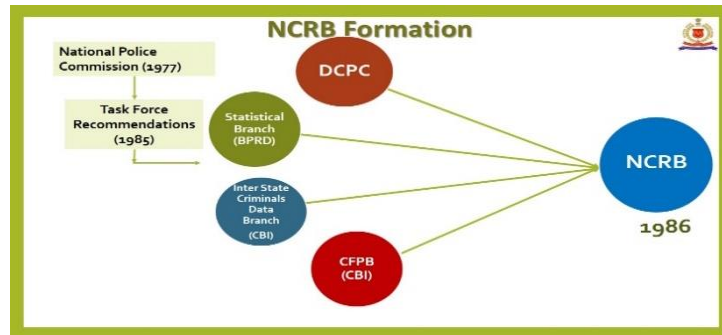 NCRB Formation
National Police
Commission (1977)
Task Force
Recommendations
(1985)
DCPC
Statistical
Branch
(BPRD)
Inter State
Criminals
Data
Branch
(CBI)
CFPB
(CBI)
NCRB
1986